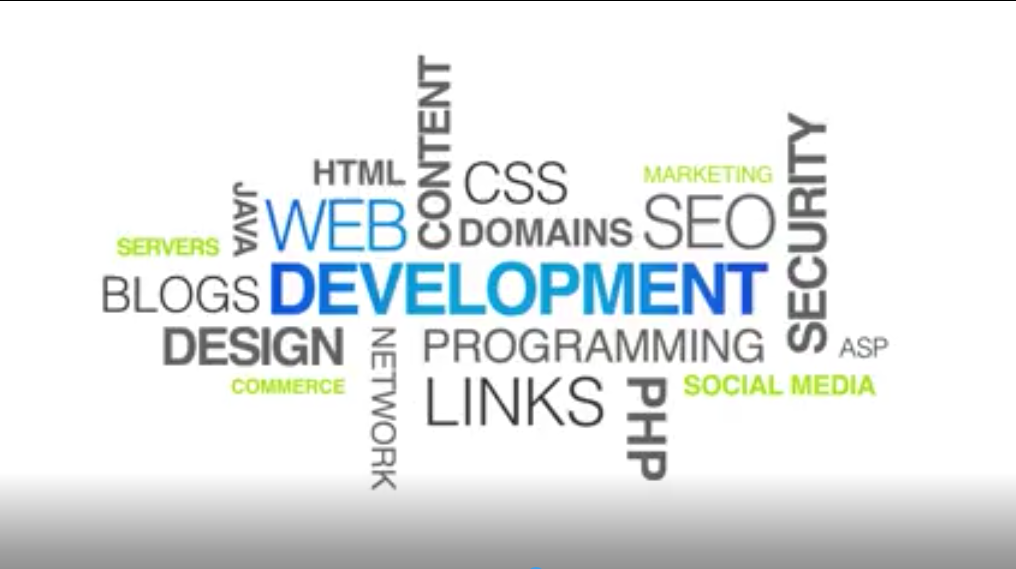 CONTENT
HTML
CSS
MARKETING
SECURITY
JAVA
WEB
DOMAINS
SEO
SERVERS
BLOGS
DEVELOPMENT
DESIGN
NETWORK
PROGRAMMING
ASP
COMMERCE
LINKS
PHP
SOCIAL MEDIA